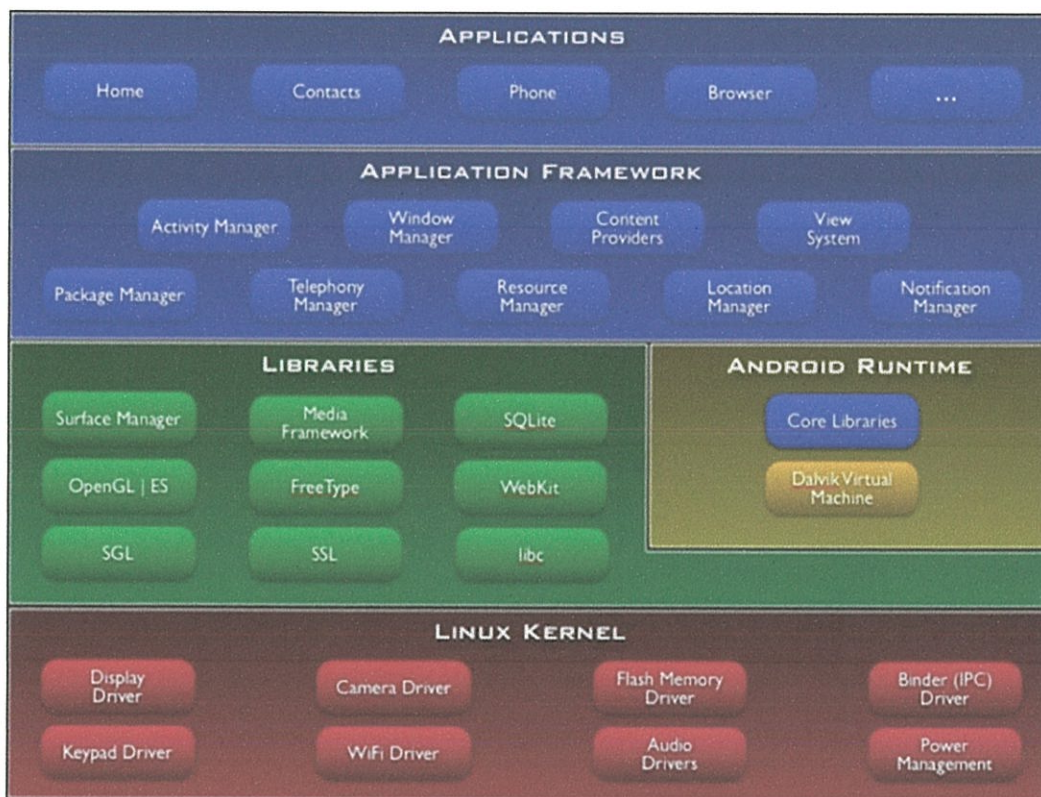 APPLICATIONS
Home
Contacts
Phone
Browser
...
APPLICATION FRAMEWORK
Activity Manager
Window
Manager
Content
Providers
View
System
Package Manager
Telephony
Manager
Resource
Manager
Location
Manager
Notification
Manager
LIBRARIES
Surface Manager
Media
Framework
SQLite
OpenGL | ES
FreeType
WebKit
SGL
SSL
libc
ANDROID RUNTIME
Core Libraries
Dalvik Virtual
Machine
LINUX KERNEL
Display
Driver
Camera Driver
Flash Memory
Driver
Binder (IPC)
Driver
Keypad Driver
WiFi Driver
Audio
Drivers
Power
Management